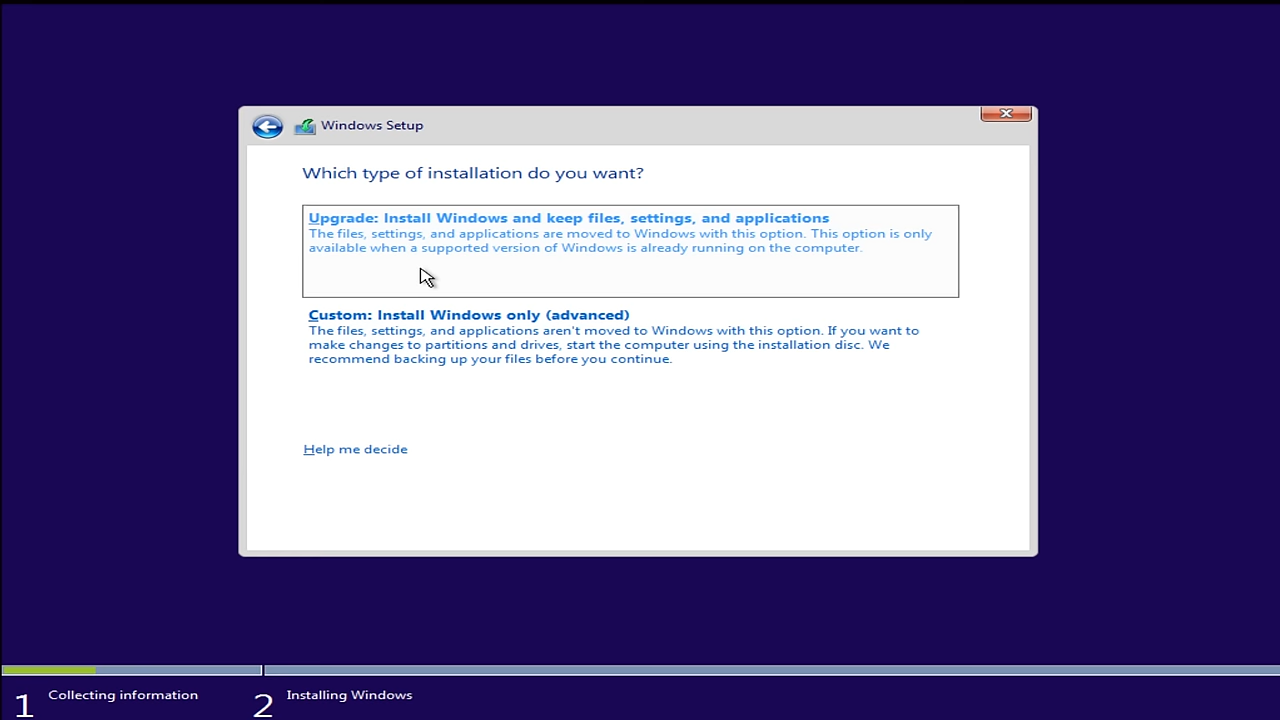 Windows Setup
Which type of installation do you want?
Upgrade: Install Windows and keep files, settings, and applications
The files, settings, and applications are moved to Windows with this option. This option is only
available when a supported version of Windows is already running on the computer.
Custom: Install Windows only (advanced)
The files, settings, and applications aren't moved to Windows with this option. If you want to
make changes to partitions and drives, start the computer using the installation disc. We
recommend backing up your files before you continue.
Help me decide
1 Collecting information
2 Installing Windows